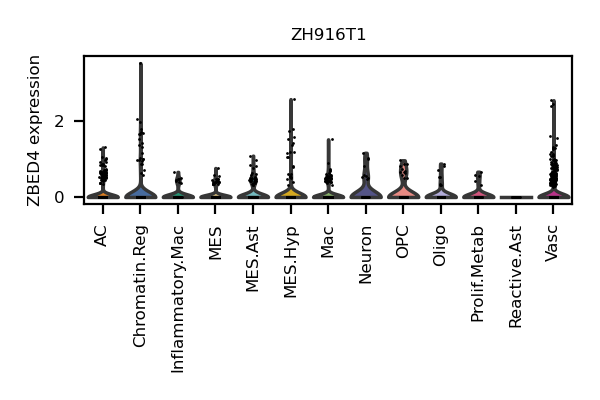 ZH916T1
ZBED4 expression
2
0
AC
Chromatin.Reg
Inflammatory.Mac
MES
MES.Ast
MES.Hyp
Mac
Neuron
OPC
Oligo
Prolif.Metab
Reactive.Ast
Vasc